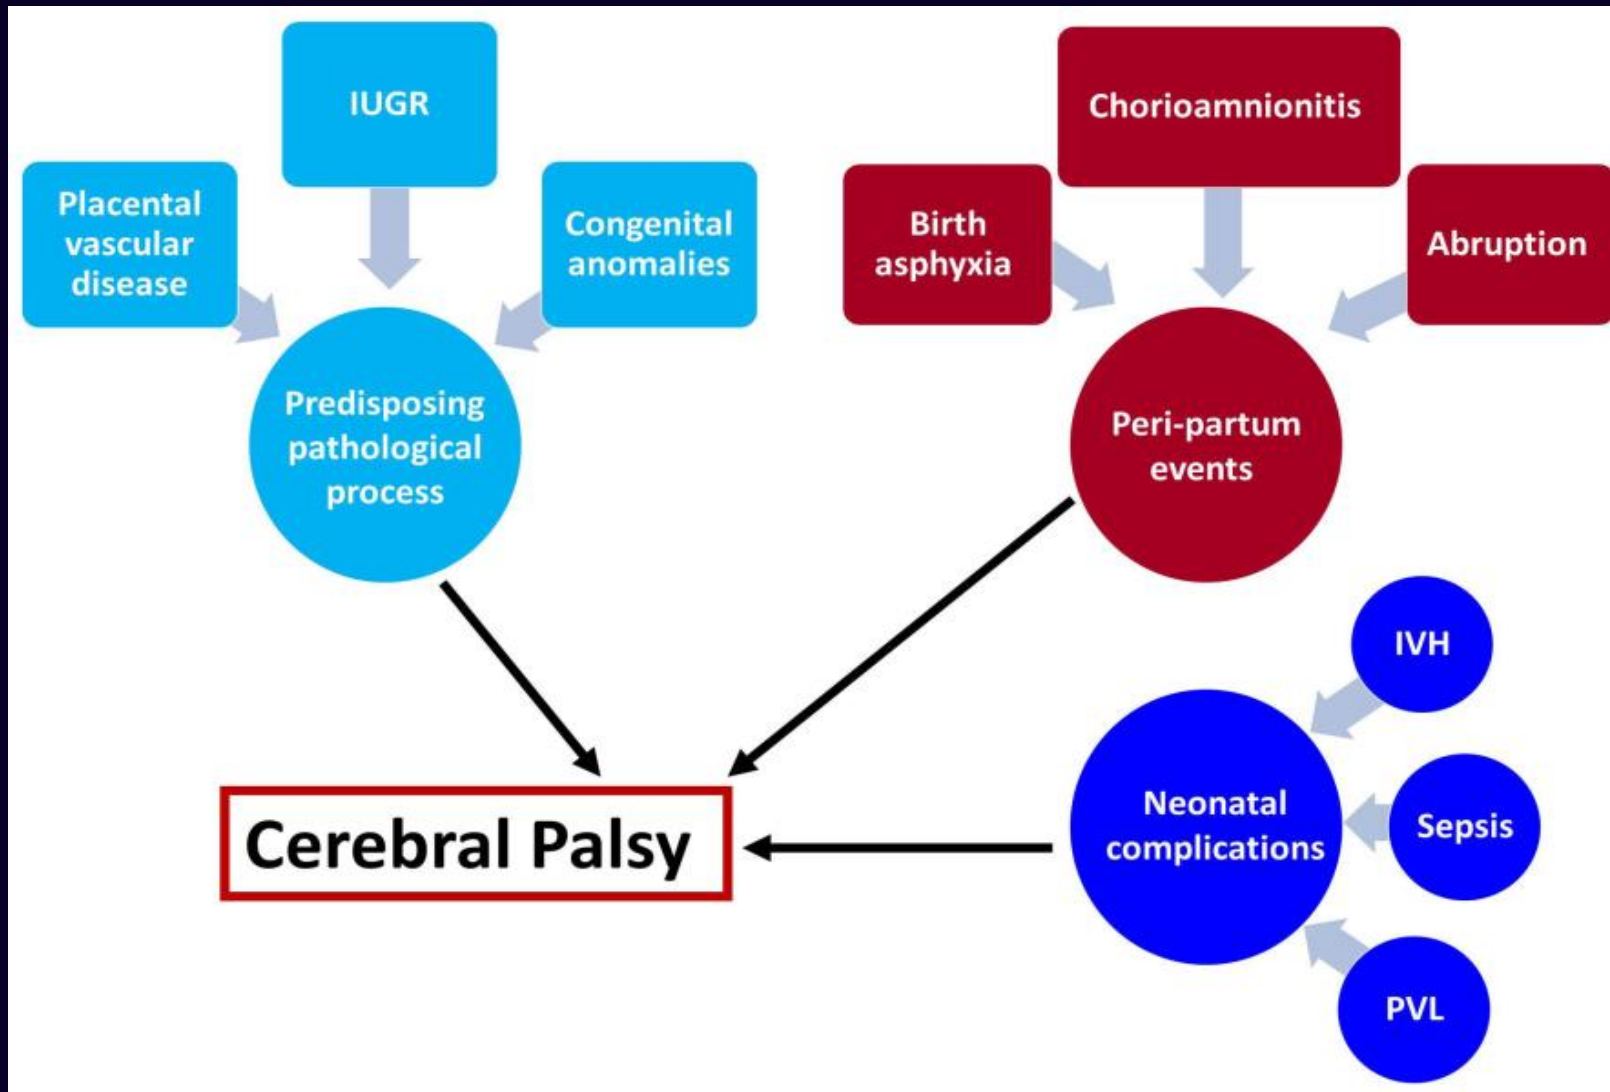 IUGR
Placental
vascular
disease
Congenital
anomalies
Predisposing
pathological
process
Chorioamnionitis
Birth
asphyxia
Abruption
Peri-partum
events
IVH
Sepsis
PVL
Neonatal
complications
Cerebral Palsy